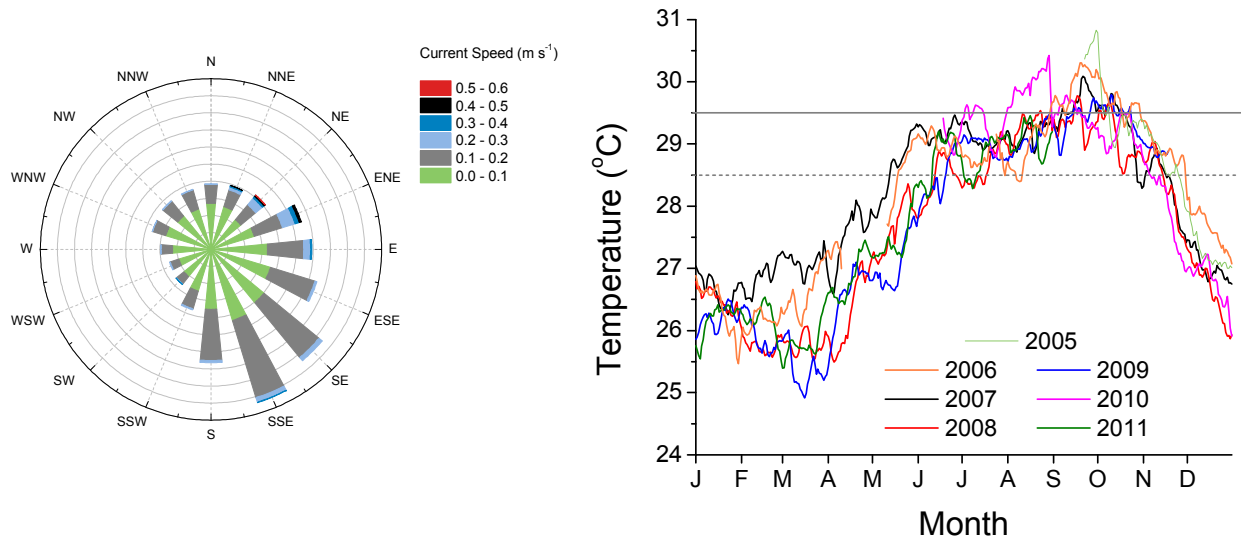 Current Speed (m s-1)
0.5 - 0.6
0.4 - 0.5
0.3 - 0.4
0.2 - 0.3
0.1 - 0.2
0.0 - 0.1
N
NNE
NE
ENE
E
ESE
SE
SSE
S
SSW
SW
WSW
W
WNW
NW
NNW
Temperature (°C)
31
30
29
28
27
26
25
24
J F M A M J J A S O N D
Month
2005
2006
2007
2008
2009
2010
2011